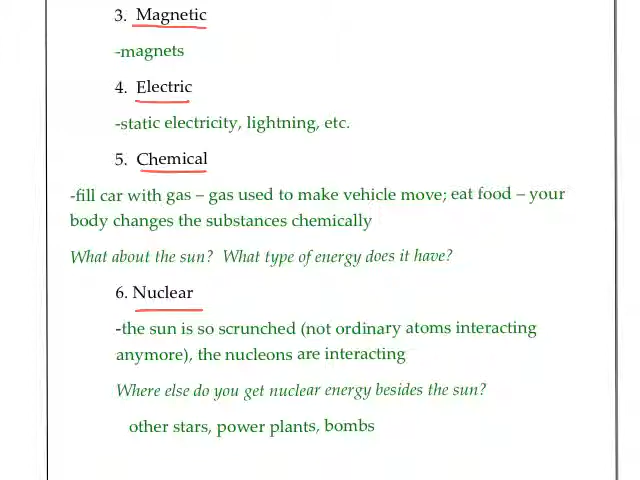 3. Magnetic
-magnets
4. Electric
-static electricity, lightning, etc.
5. Chemical
-fill car with gas – gas used to make vehicle move; eat food – your
body changes the substances chemically
What about the sun? What type of energy does it have?
6. Nuclear
-the sun is so scrunched (not ordinary atoms interacting
anymore), the nucleons are interacting
Where else do you get nuclear energy besides the sun?
other stars, power plants, bombs